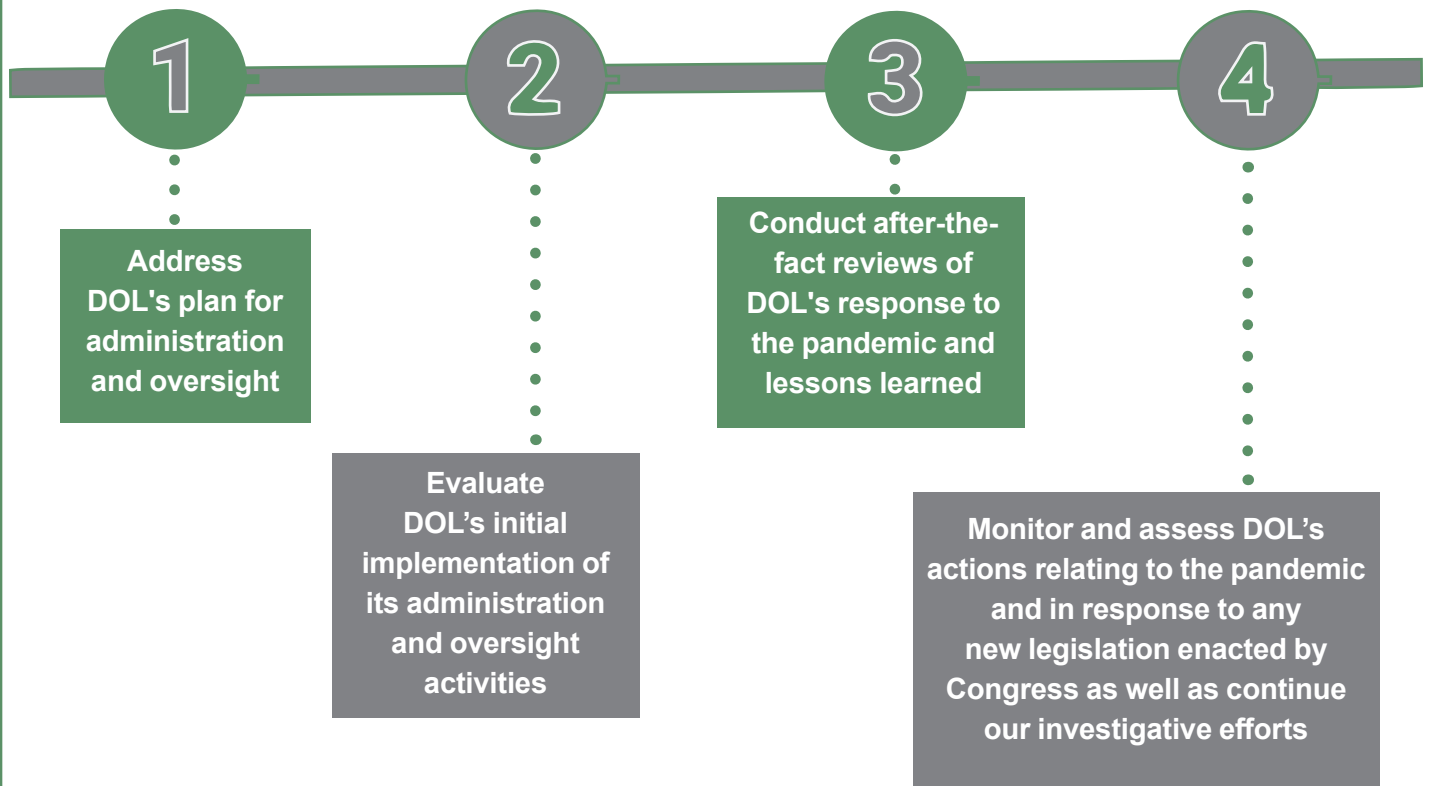 1
2
3
4
Address
DOL's plan for
administration
and oversight
Evaluate
DOL’s initial
implementation of
its administration
and oversight
activities
Conduct after-the-
fact reviews of
DOL's response to
the pandemic and
lessons learned
Monitor and assess DOL’s
actions relating to the pandemic
and in response to any
new legislation enacted by
Congress as well as continue
our investigative efforts